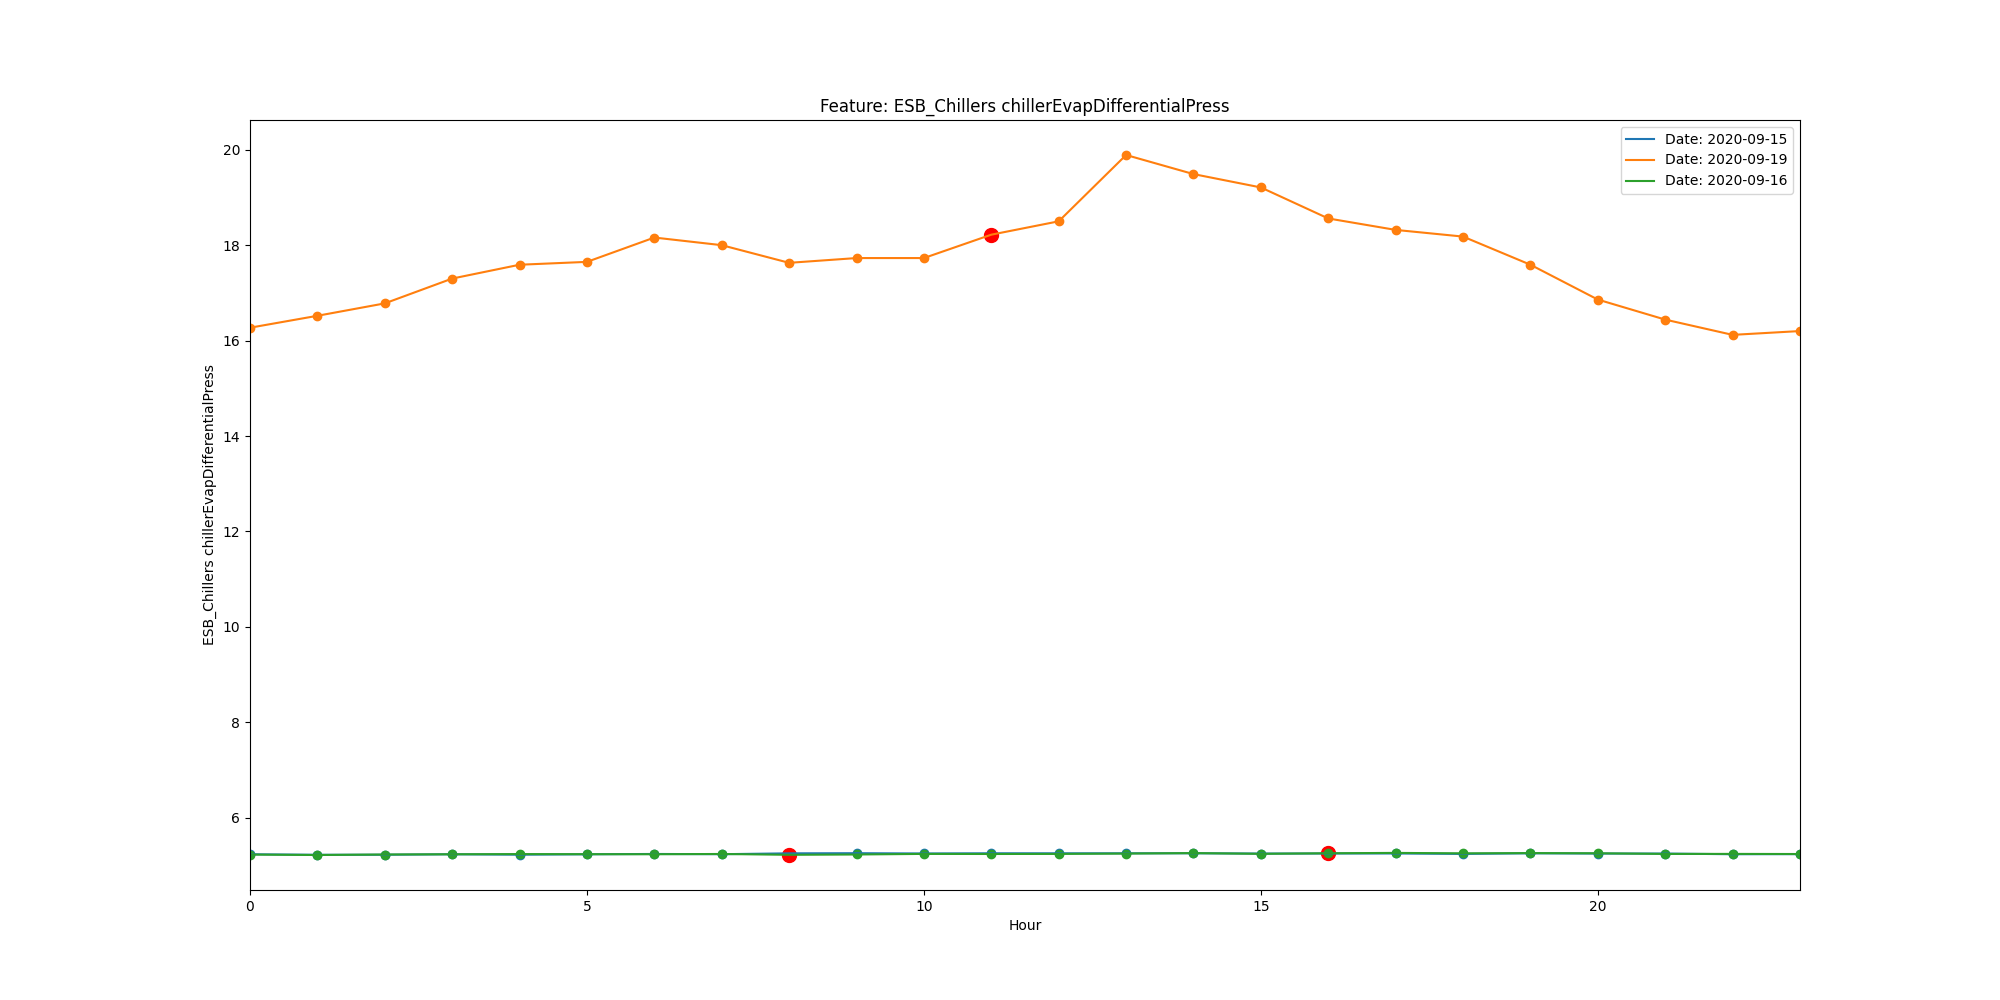 Feature: ESB_Chillers chillerEvapDifferentialPress
Date: 2020-09-15
Date: 2020-09-19
Date: 2020-09-16
ESB_Chillers chillerEvapDifferentialPress
20
18
16
14
12
10
8
6
0 5 10 15 20
Hour